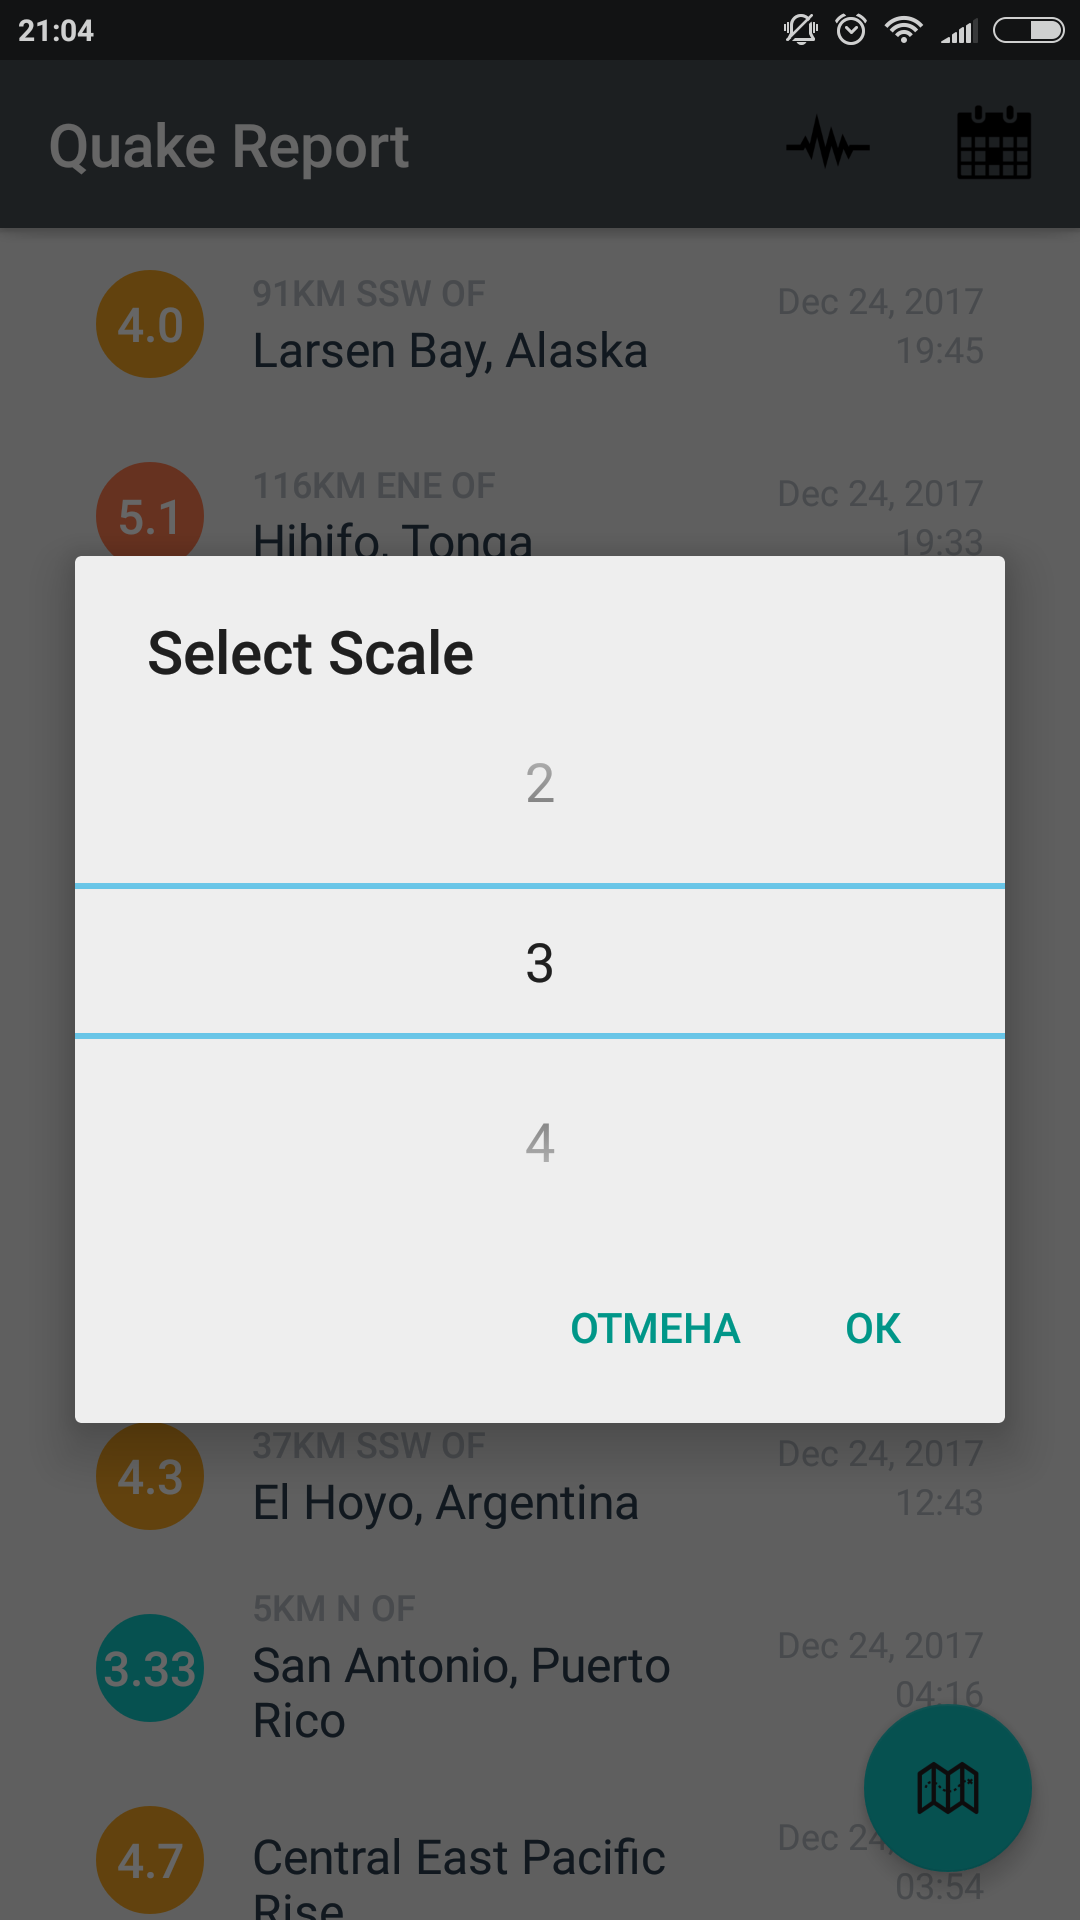 21:04
Quake Report
4.0
91KM SSW OF
Larsen Bay, Alaska
Dec 24, 2017
19:45
5.1
116KM ENE OF
Hihifo, Tonga
Dec 24, 2017
19:33
Select Scale
2
3
4
ОТМЕНА
ОК
4.3
37KM SSW OF
El Hoyo, Argentina
Dec 24, 2017
12:43
3.33
5KM N OF
San Antonio, Puerto
Rico
Dec 24, 2017
04:16
4.7
Central East Pacific
Rise
Dec 24,
03:54